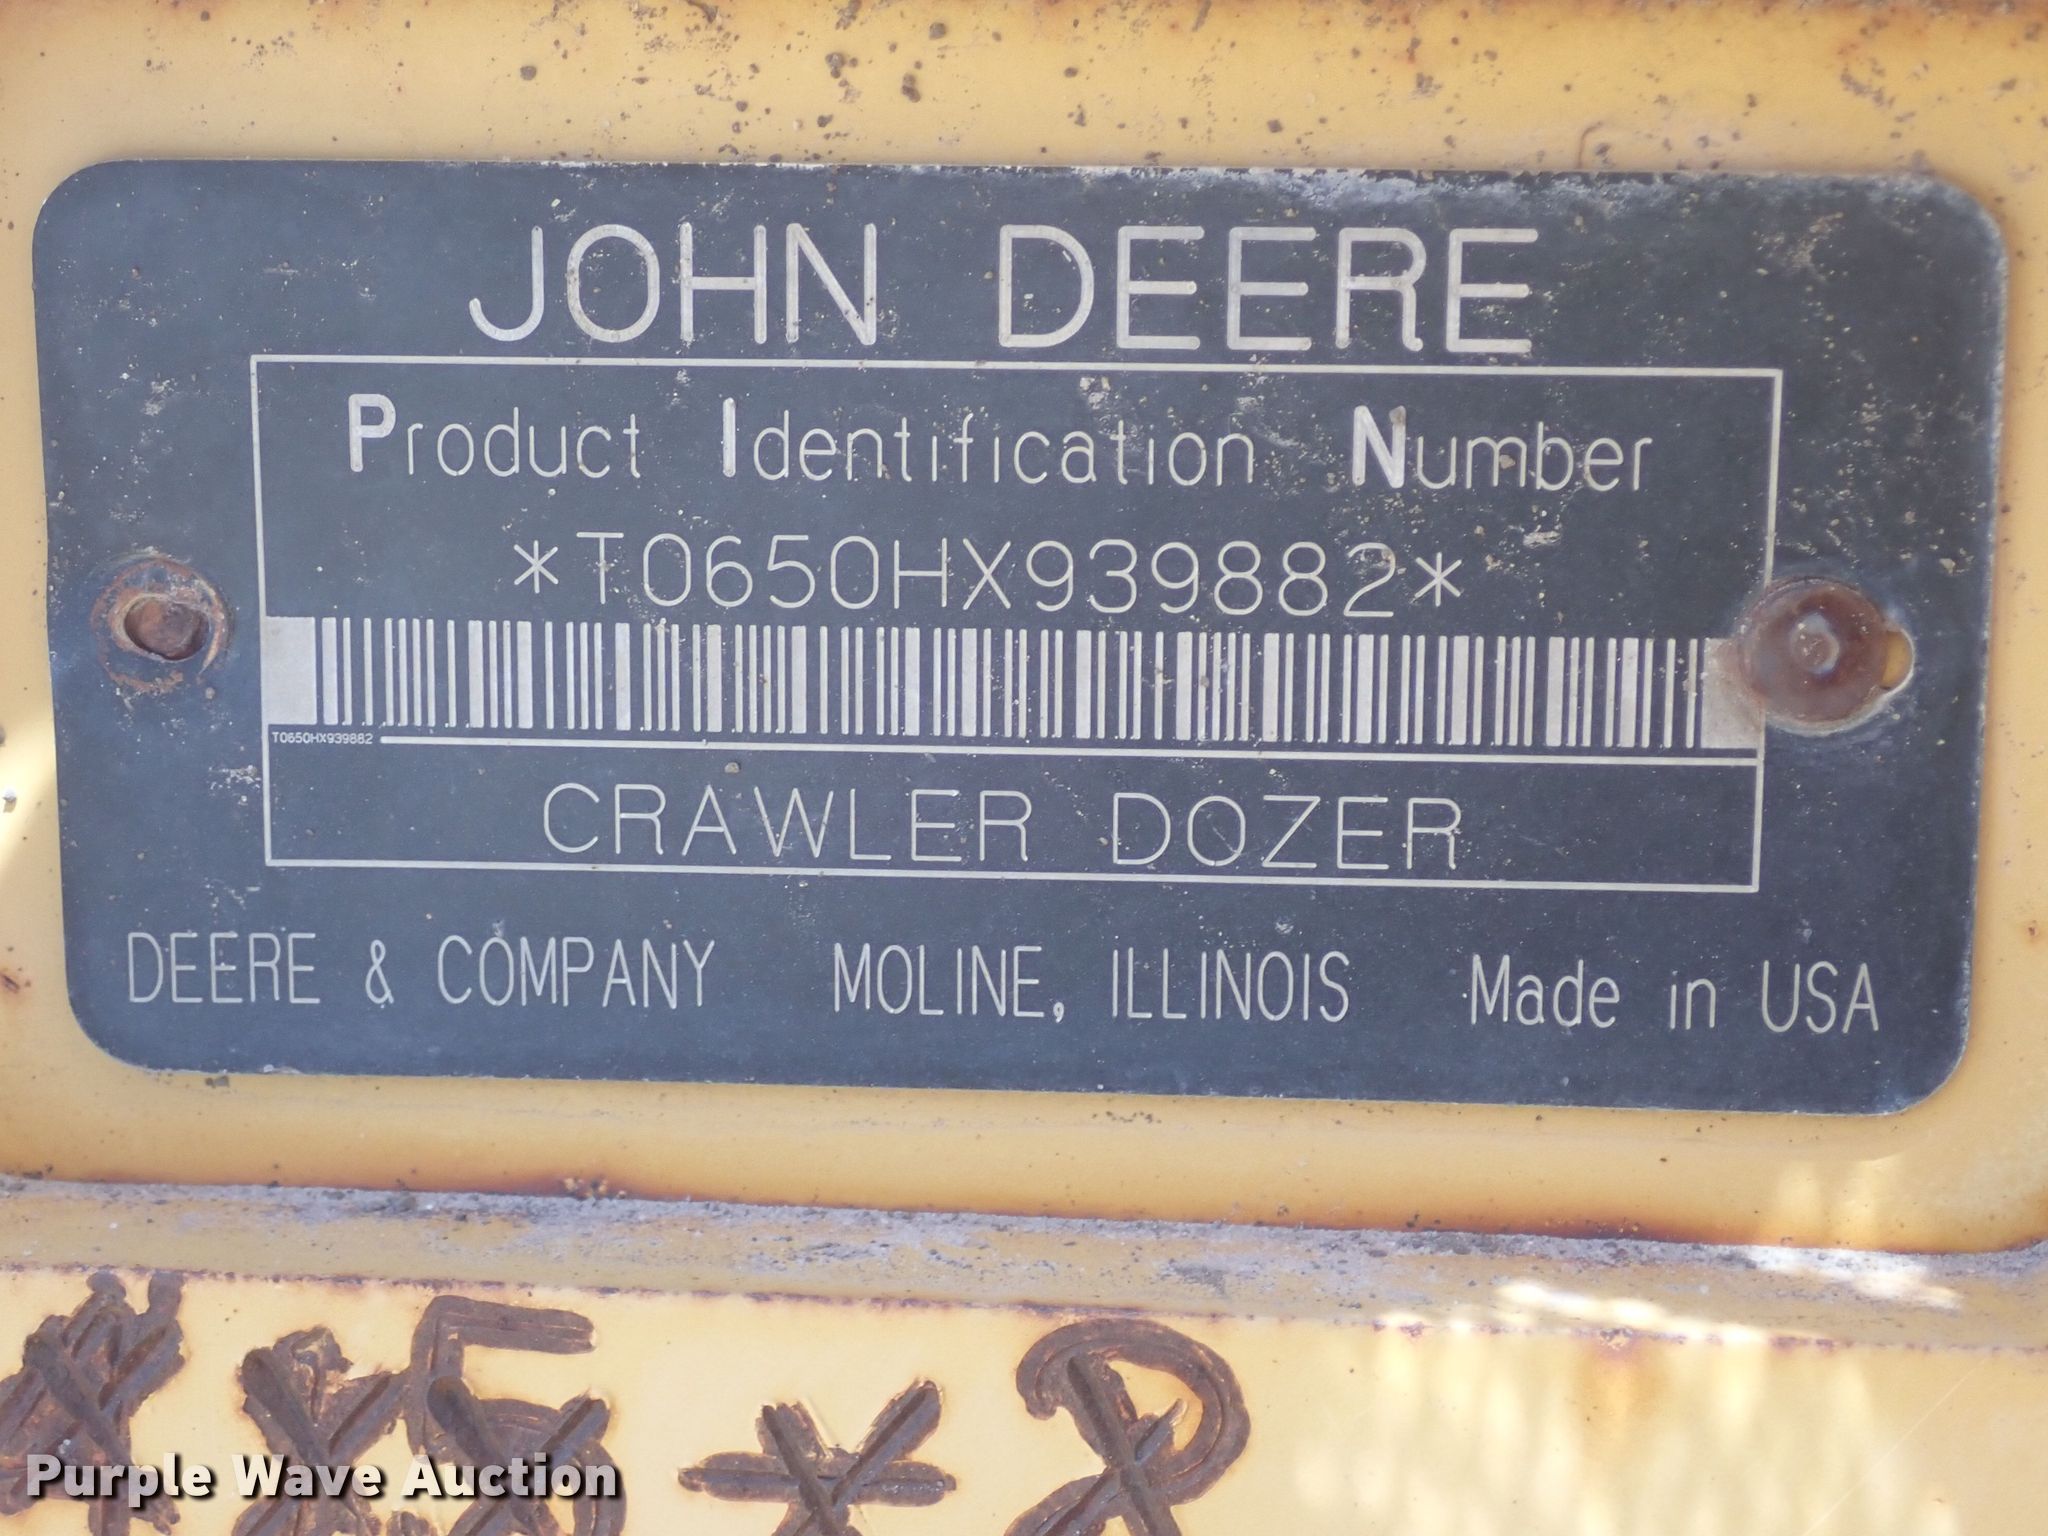 JOHN DEERE
Product Identification Number
*T0650HX939882*
T0650HX939882
CRAWLER DOZER
DEERE & COMPANY MOLINE, ILLINOIS Made in USA
Purple Wave Auction